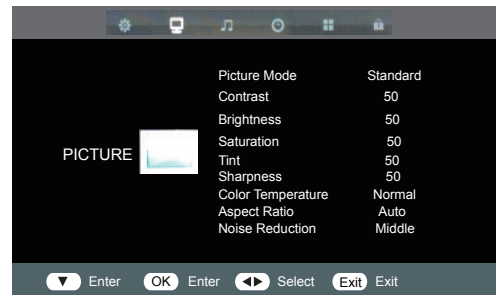 Picture Mode Standard
Contrast 50
Brightness 50
Saturation 50
PICTURE
Tint 50
Sharpness 50
Color Temperature Normal
Aspect Ratio Auto
Noise Reduction Middle
▼ Enter OK Enter ◀▶ Select Exit Exit